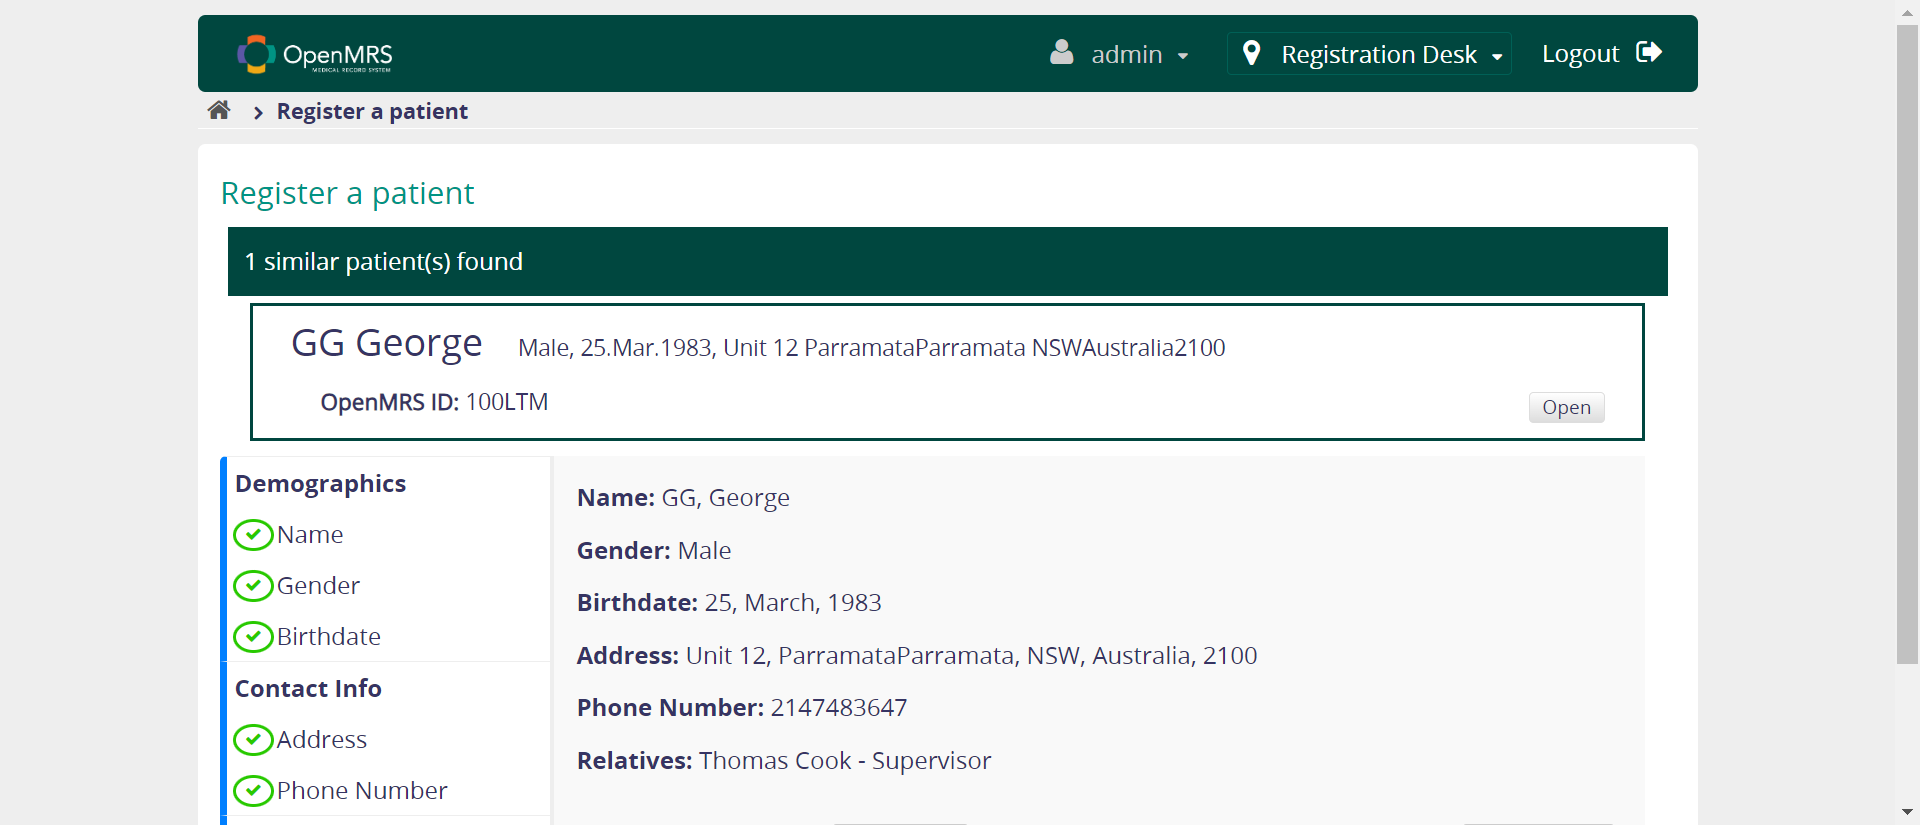 OpenMRS
MEDICAL RECORD SYSTEM
admin
Registration Desk
Logout
Register a patient
Register a patient
1 similar patient(s) found
GG George Male, 25.Mar.1983, Unit 12 ParramataParramata NSWAustralia2100
OpenMRS ID: 100LTM
Open
Demographics
Name
Gender
Birthdate
Contact Info
Address
Phone Number
Name: GG, George
Gender: Male
Birthdate: 25, March, 1983
Address: Unit 12, ParramataParramata, NSW, Australia, 2100
Phone Number: 2147483647
Relatives: Thomas Cook - Supervisor